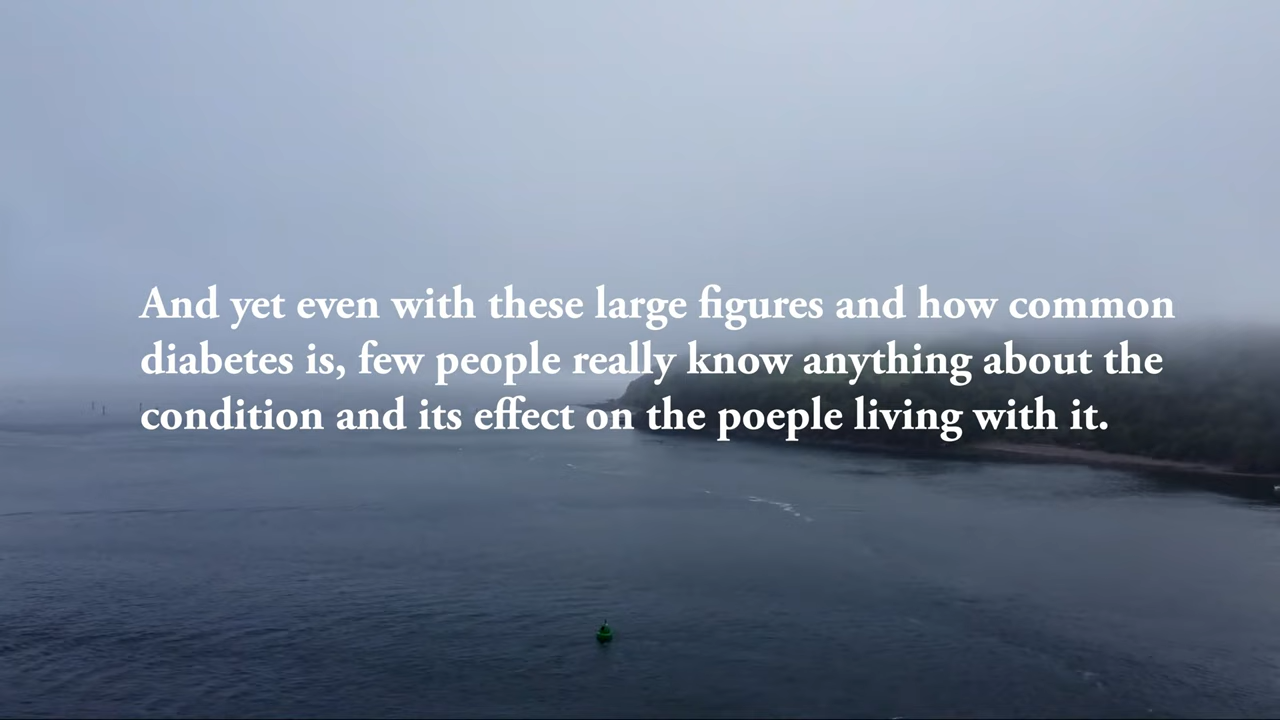 And yet even with these large figures and how common
diabetes is, few people really know anything about the
condition and its effect on the poeple living with it.